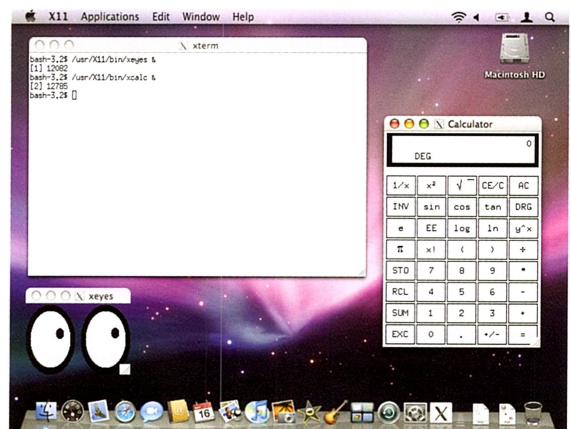 X11 Applications Edit Window Help
X xterm
bash-3.2$ /usr/X11/bin/xeyes &
[1] 12082
bash-3.2$ /usr/X11/bin/xcalc &
[2] 12785
bash-3.2$
Macintosh HD
X Calculator
0
DEG
1/x x² √ CE/C AC
INV sin cos tan DRG
e EE log ln y^x
π x! ( ) ÷
STO 7 8 9 *
RCL 4 5 6 -
SUM 1 2 3 +
EXC 0 . +/- =
X xeyes
16
X